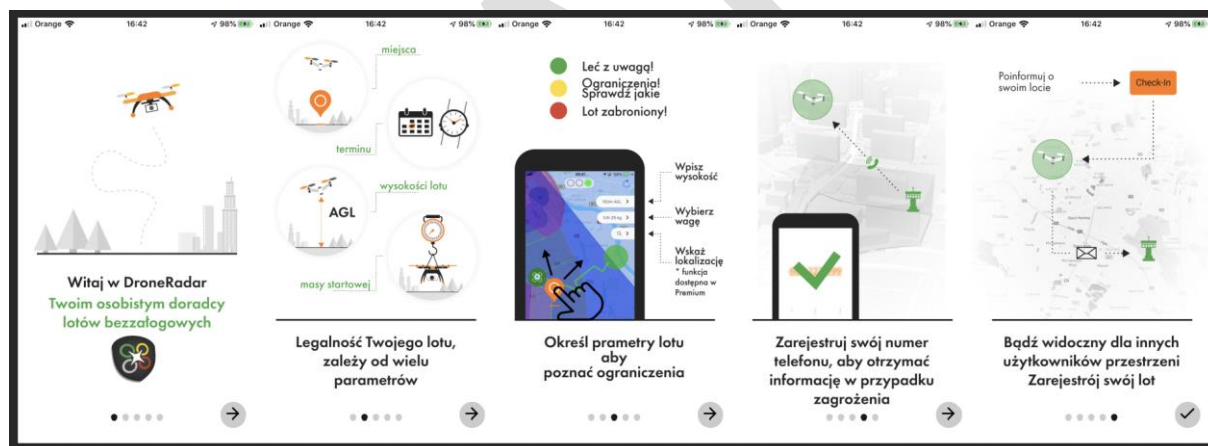 Orange 16:42 98%
Witaj w DroneRadar
Twoim osobistym doradcy
lotów bezzałogowych
Orange 16:42 98%
miejsca
terminu
wysokości lotu
AGL
masy startowej
Legalność Twojego lotu,
zależy od wielu
parametrów
Orange 16:42 98%
Leć z uwagą!
Ograniczenia!
Sprawdź jakie
Lot zabroniony!
Wpisz
wysokość
Wybierz
wagę
Wskaż
lokalizację
* funkcja
dostępna w
Premium
Określ prametry lotu
aby
poznać ograniczenia
Orange 16:42 98%
Zarejestruj swój numer
telefonu, aby otrzymać
informację w przypadku
zagrożenia
Orange 16:42 98%
Poinformuj o
swoim locie
Check-In
Bądź widoczny dla innych
użytkowników przestrzeni
Zarejestrój swój lot